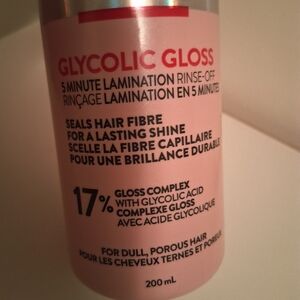 GLYCOLIC GLOSS
5 MINUTE LAMINATION RINSE-OFF
RINÇAGE LAMINATION EN 5 MINUTES
SEALS HAIR FIBRE
FOR A LASTING SHINE
SCELLE LA FIBRE CAPILLAIRE
POUR UNE BRILLANCE DURABLE
17% GLOSS COMPLEX
WITH GLYCOLIC ACID
COMPLEXE GLOSS
AVEC ACIDE GLYCOLIQUE
FOR DULL, POROUS HAIR
POUR LES CHEVEUX TERNES ET POREUX
200 mL